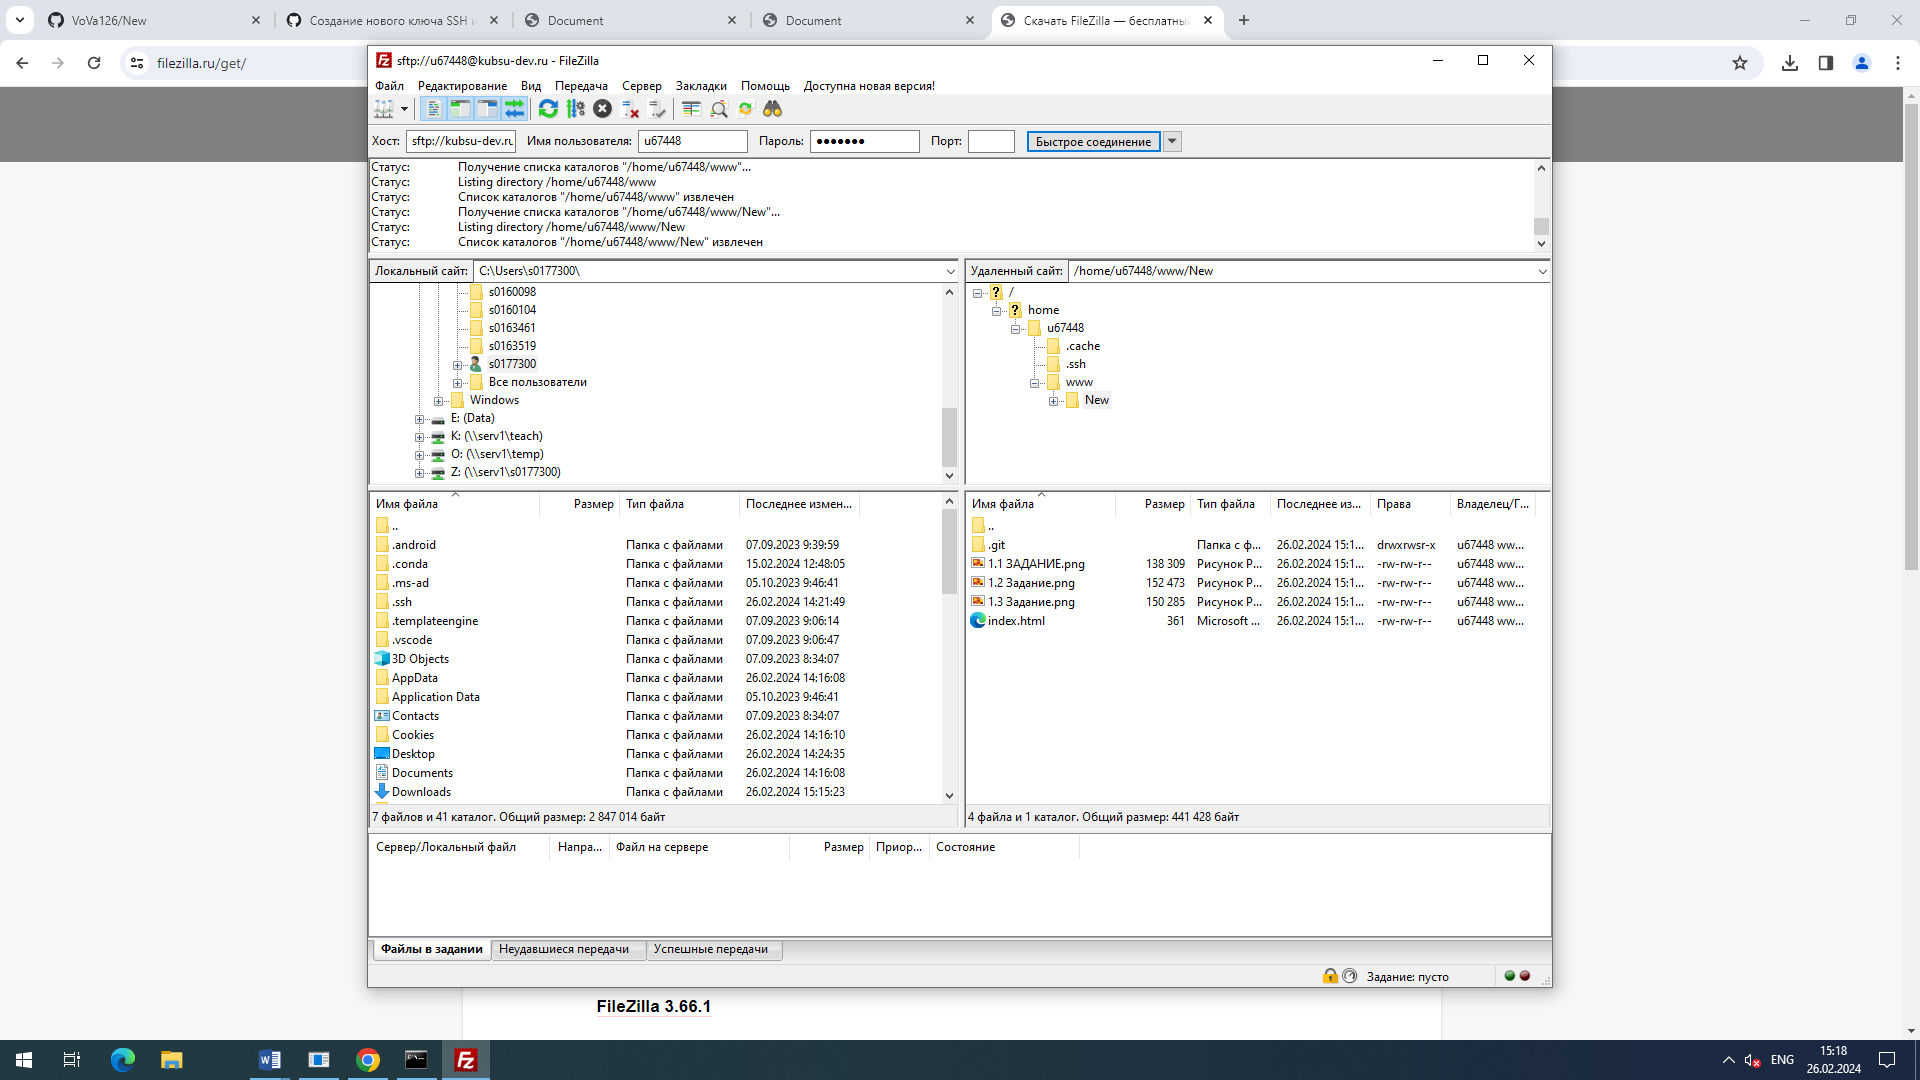 VoVa126/New
Создание нового ключа SSH и
Document
Document
Скачать FileZilla — бесплатный
filezilla.ru/get/
sftp://u67448@kubsu-dev.ru - FileZilla
Файл Редактирование Вид Передача Сервер Закладки Помощь Доступна новая версия!
Хост: sftp://kubsu-dev.ru Имя пользователя: u67448 Пароль: ●●●●●●● Порт: Быстрое соединение
Статус: Получение списка каталогов "/home/u67448/www"...
Статус: Listing directory /home/u67448/www
Статус: Список каталогов "/home/u67448/www" извлечен
Статус: Получение списка каталогов "/home/u67448/www/New"...
Статус: Listing directory /home/u67448/www/New
Статус: Список каталогов "/home/u67448/www/New" извлечен
Локальный сайт: C:\Users\s0177300\
s0160098
s0160104
s0163461
s0163519
s0177300
Все пользователи
Windows
E: (Data)
K: (\\serv1\teach)
O: (\\serv1\temp)
Z: (\\serv1\s0177300)
Удаленный сайт: /home/u67448/www/New
/
home
u67448
.cache
.ssh
www
New
Имя файла Размер Тип файла Последнее измен...
..
.android Папка с файлами 07.09.2023 9:39:59
.conda Папка с файлами 15.02.2024 12:48:05
.ms-ad Папка с файлами 05.10.2023 9:46:41
.ssh Папка с файлами 26.02.2024 14:21:49
.templateengine Папка с файлами 07.09.2023 9:06:14
.vscode Папка с файлами 07.09.2023 9:06:47
3D Objects Папка с файлами 07.09.2023 8:34:07
AppData Папка с файлами 26.02.2024 14:16:08
Application Data Папка с файлами 05.10.2023 9:46:41
Contacts Папка с файлами 07.09.2023 8:34:07
Cookies Папка с файлами 26.02.2024 14:16:10
Desktop Папка с файлами 26.02.2024 14:24:35
Documents Папка с файлами 26.02.2024 14:16:08
Downloads Папка с файлами 26.02.2024 15:15:23
7 файлов и 41 каталог. Общий размер: 2 847 014 байт
Имя файла Размер Тип файла Последнее из... Права Владелец/Г...
..
.git Папка с ф... 26.02.2024 15:1... drwxrwsr-x u67448 ww...
1.1 ЗАДАНИЕ.png 138 309 Рисунок P... 26.02.2024 15:1... -rw-rw-r-- u67448 ww...
1.2 Задание.png 152 473 Рисунок P... 26.02.2024 15:1... -rw-rw-r-- u67448 ww...
1.3 Задание.png 150 285 Рисунок P... 26.02.2024 15:1... -rw-rw-r-- u67448 ww...
index.html 361 Microsoft ... 26.02.2024 15:1... -rw-rw-r-- u67448 ww...
4 файла и 1 каталог. Общий размер: 441 428 байт
Сервер/Локальный файл Напра... Файл на сервере Размер Приор... Состояние
Файлы в задании Неудавшиеся передачи Успешные передачи
Задание: пусто
FileZilla 3.66.1
ENG
15:18
26.02.2024